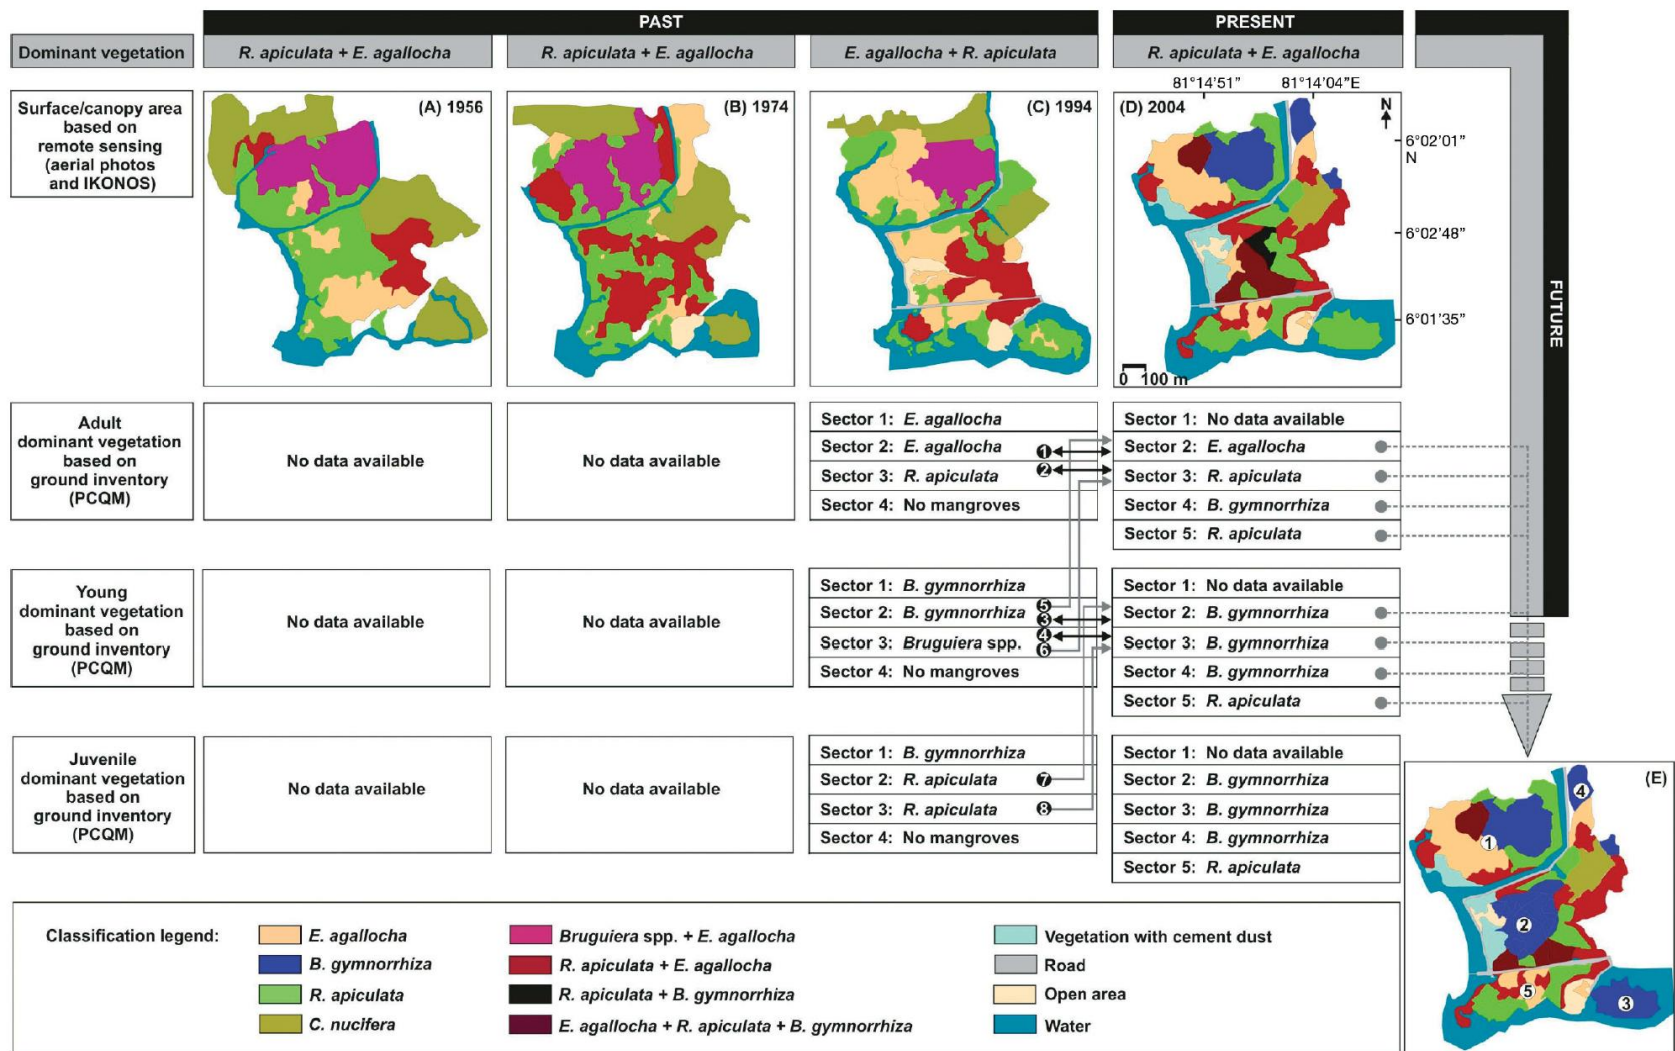 PAST
PRESENT
Dominant vegetation
R. apiculata + E. agallocha
R. apiculata + E. agallocha
E. agallocha + R. apiculata
R. apiculata + E. agallocha
Surface/canopy area
based on
remote sensing
(aerial photos
and IKONOS)
(A) 1956
(B) 1974
(C) 1994
(D) 2004
81°14'51"
81°14'04"E
N
6°02'01"
N
6°02'48"
6°01'35"
0 100 m
FUTURE
Adult
dominant vegetation
based on
ground inventory
(PCQM)
No data available
No data available
Sector 1: E. agallocha
Sector 2: E. agallocha
1
Sector 3: R. apiculata
2
Sector 4: No mangroves
Sector 1: No data available
Sector 2: E. agallocha
Sector 3: R. apiculata
Sector 4: B. gymnorrhiza
Sector 5: R. apiculata
Young
dominant vegetation
based on
ground inventory
(PCQM)
No data available
No data available
Sector 1: B. gymnorrhiza
Sector 2: B. gymnorrhiza
5
3
Sector 3: Bruguiera spp.
4
6
Sector 4: No mangroves
Sector 1: No data available
Sector 2: B. gymnorrhiza
Sector 3: B. gymnorrhiza
Sector 4: B. gymnorrhiza
Sector 5: R. apiculata
Juvenile
dominant vegetation
based on
ground inventory
(PCQM)
No data available
No data available
Sector 1: B. gymnorrhiza
Sector 2: R. apiculata
7
Sector 3: R. apiculata
8
Sector 4: No mangroves
Sector 1: No data available
Sector 2: B. gymnorrhiza
Sector 3: B. gymnorrhiza
Sector 4: B. gymnorrhiza
Sector 5: R. apiculata
(E)
4
1
2
5
3
Classification legend:
E. agallocha
B. gymnorrhiza
R. apiculata
C. nucifera
Bruguiera spp. + E. agallocha
R. apiculata + E. agallocha
R. apiculata + B. gymnorrhiza
E. agallocha + R. apiculata + B. gymnorrhiza
Vegetation with cement dust
Road
Open area
Water